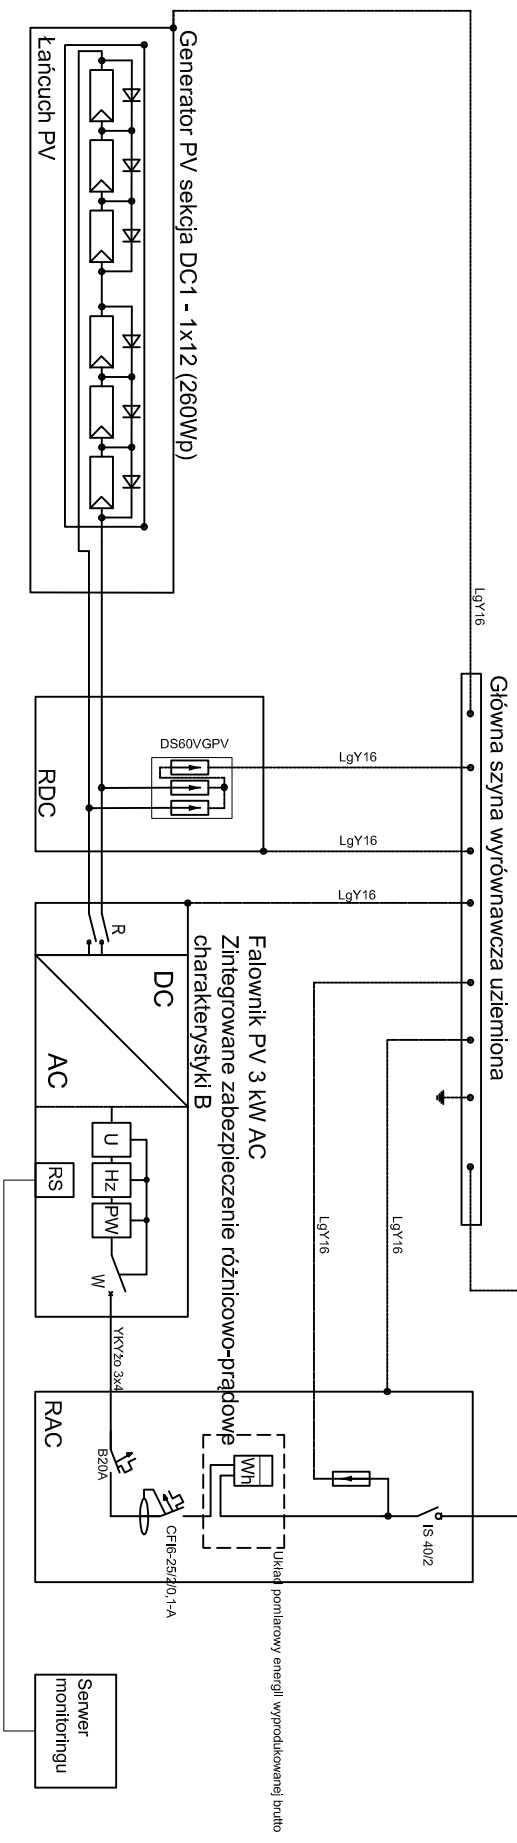 Generator PV sekcja DC1 - 1x12 (260Wp)
Łańcuch PV
LgY16
Główna szyna wyrównawcza uziemiona
DS60VGPV
RDC
LgY16
LgY16
LgY16
R
DC
AC
Falownik PV 3 kW AC
Zintegrowane zabezpieczenie różnicowo-prądowe
charakterystyki B
U
Hz
PW
W
RS
LgY16
LgY16
YKYżo 3x4
RAC
B20A
CFI6-25/2/0,1-A
Wh
IS 40/2
Układ pomiarowy energii wyprodukowanej brutto
Serwer
monitoringu